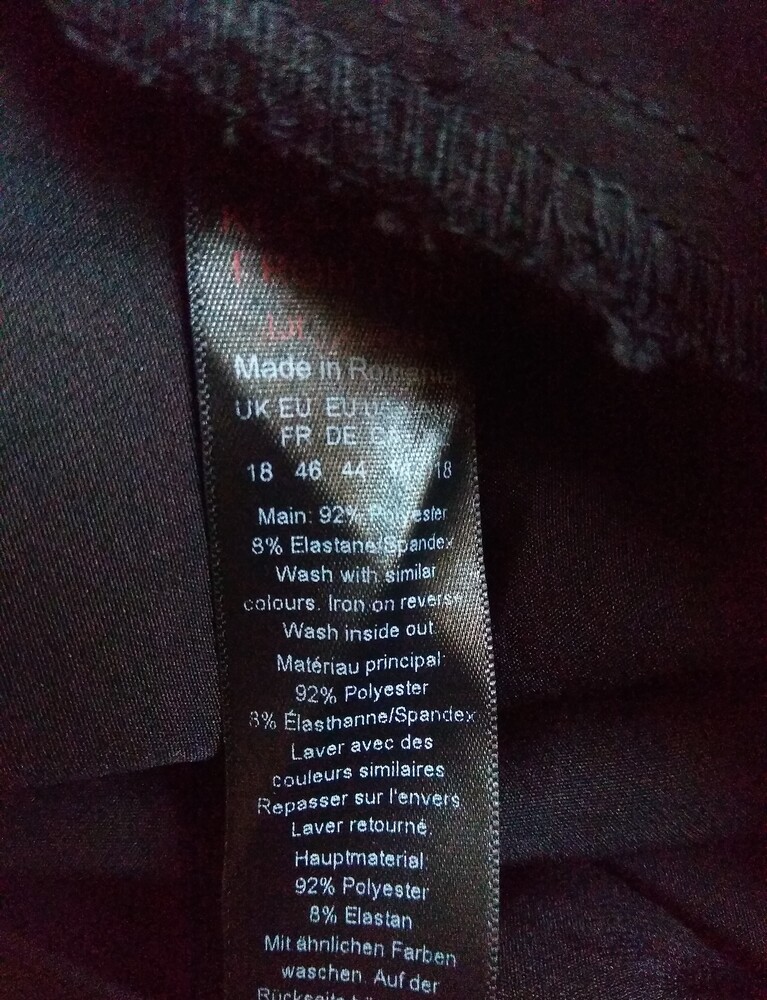 Made in Romania
UK EU EU
FR DE
18 46 44 14 18
Main: 92% Polyester
8% Elastane/Spandex
Wash with similar
colours. Iron on reverse
Wash inside out
Matériau principal
92% Polyester
8% Élasthanne/Spandex
Laver avec des
couleurs similaires
Repasser sur l'envers
Laver retourné.
Hauptmaterial
92% Polyester
8% Elastan
Mit ähnlichen Farben
waschen. Auf der